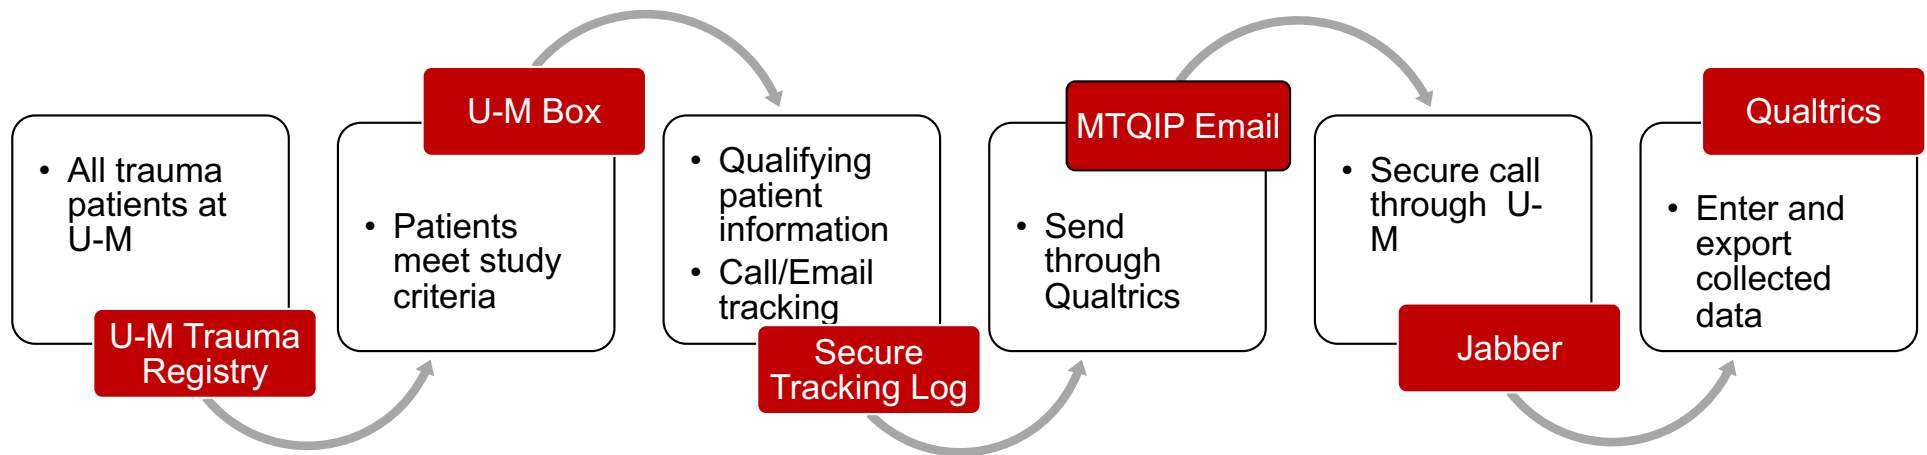 • All trauma
patients at
U-M
U-M Trauma
Registry
U-M Box
• Patients
meet study
criteria
• Qualifying
patient
information
• Call/Email
tracking
Secure
Tracking Log
MTQIP Email
• Send
through
Qualtrics
• Secure call
through U-
M
Jabber
Qualtrics
• Enter and
export
collected
data